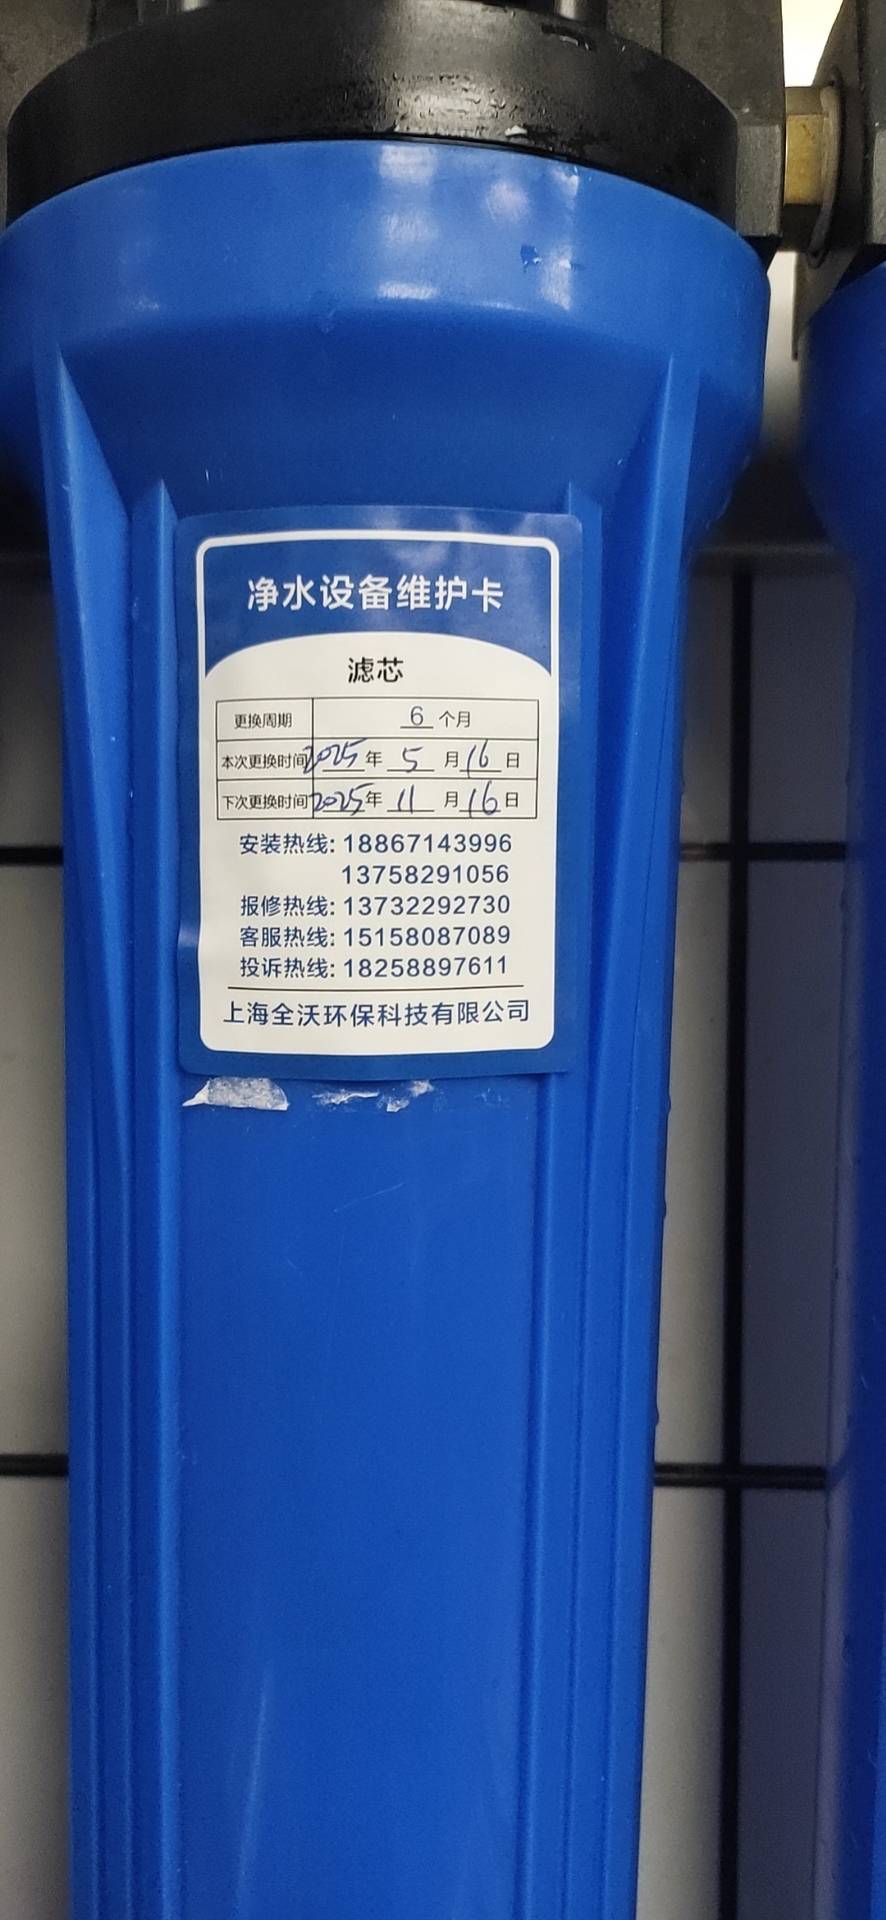 净水设备维护卡
滤芯
更换周期 6 个月
本次更换时间 2025 年 5 月 16 日
下次更换时间 2025 年 11 月 16 日
安装热线: 18867143996
13758291056
报修热线: 13732292730
客服热线: 15158087089
投诉热线: 18258897611
上海全沃环保科技有限公司